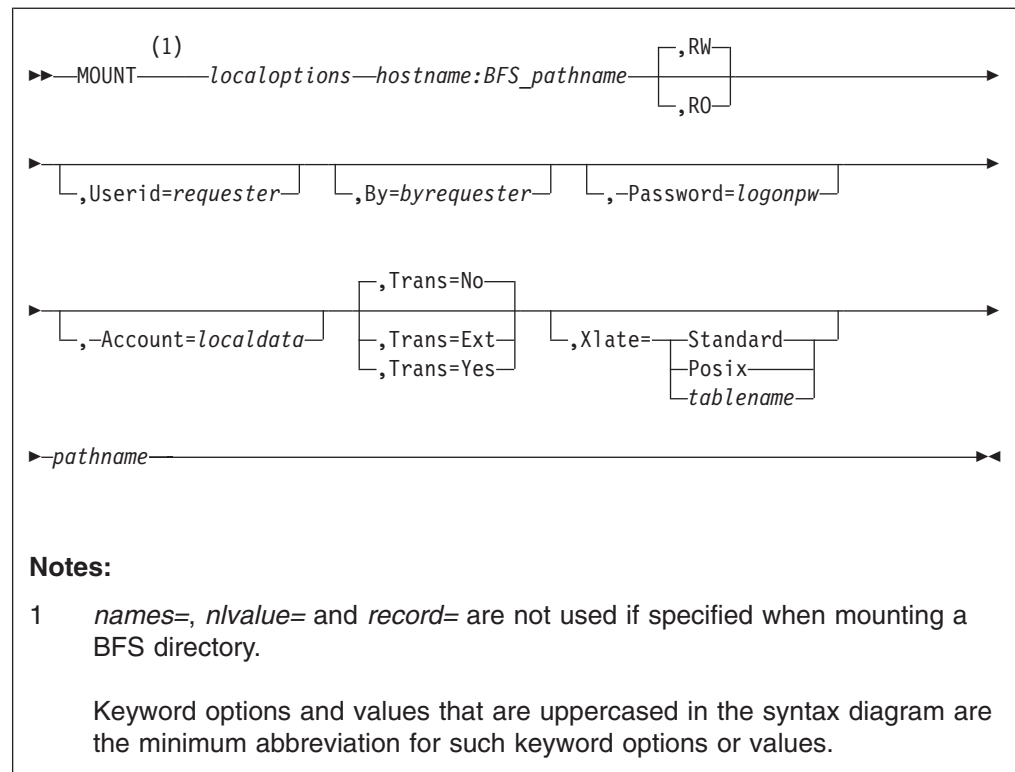 (1)
MOUNT localoptions hostname:BFS_pathname ,RW
,RO
,Userid=requester ,By=byrequester ,–Password=logonpw
,Trans=No
,–Account=localdata ,Trans=Ext ,Xlate= Standard
,Trans=Yes Posix
tablename
pathname
Notes:
1 names=, nlvalue= and record= are not used if specified when mounting a
BFS directory.
Keyword options and values that are uppercased in the syntax diagram are
the minimum abbreviation for such keyword options or values.